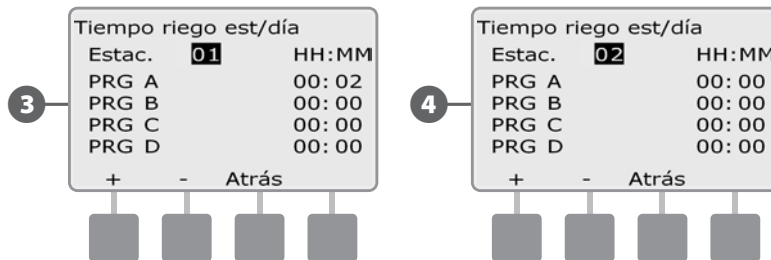 3
Tiempo riego est/día
Estac. 01 HH:MM
PRG A 00:02
PRG B 00:00
PRG C 00:00
PRG D 00:00
+ - Atrás
4
Tiempo riego est/día
Estac. 02 HH:MM
PRG A 00:00
PRG B 00:00
PRG C 00:00
PRG D 00:00
+ - Atrás